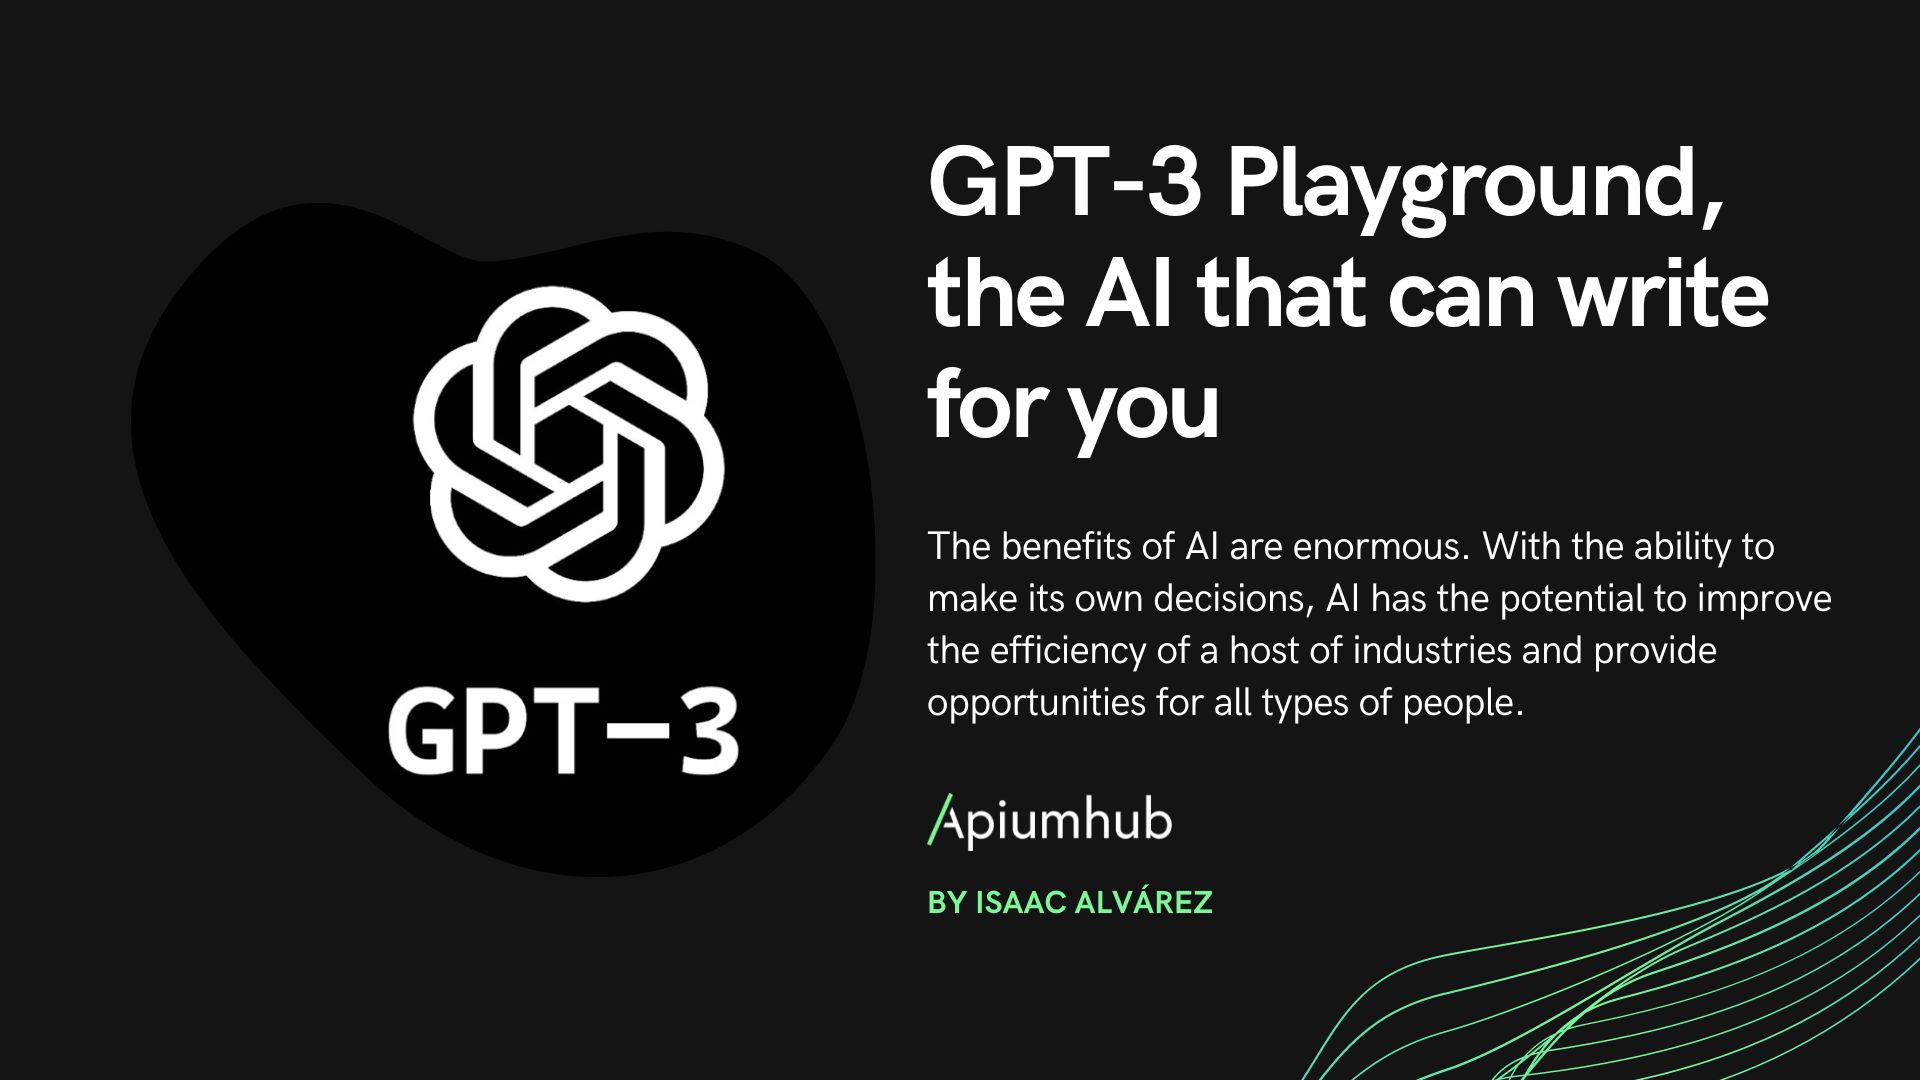 GPT-3
GPT-3 Playground,
the AI that can write
for you
The benefits of AI are enormous. With the ability to
make its own decisions, AI has the potential to improve
the efficiency of a host of industries and provide
opportunities for all types of people.
Apiumhub
BY ISAAC ALVÁREZ